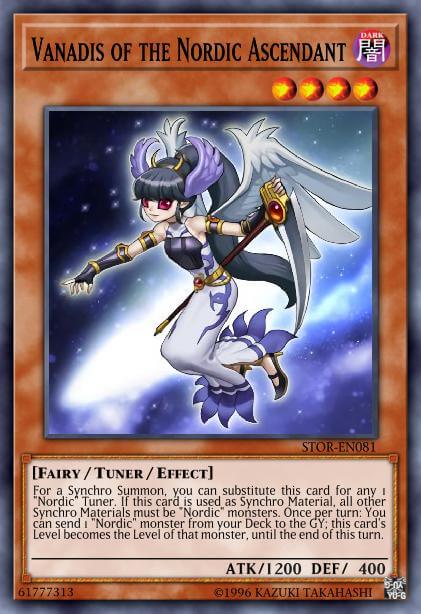 VANADIS OF THE NORDIC ASCENDANT
DARK
闇
STOR-EN081
[FAIRY / TUNER / EFFECT]
For a Synchro Summon, you can substitute this card for any 1
"Nordic" Tuner. If this card is used as Synchro Material, all other
Synchro Materials must be "Nordic" monsters. Once per turn: You
can send 1 "Nordic" monster from your Deck to the GY; this card's
Level becomes the Level of that monster, until the end of this turn.
ATK/1200 DEF/ 400
61777313
©1996 KAZUKI TAKAHASHI